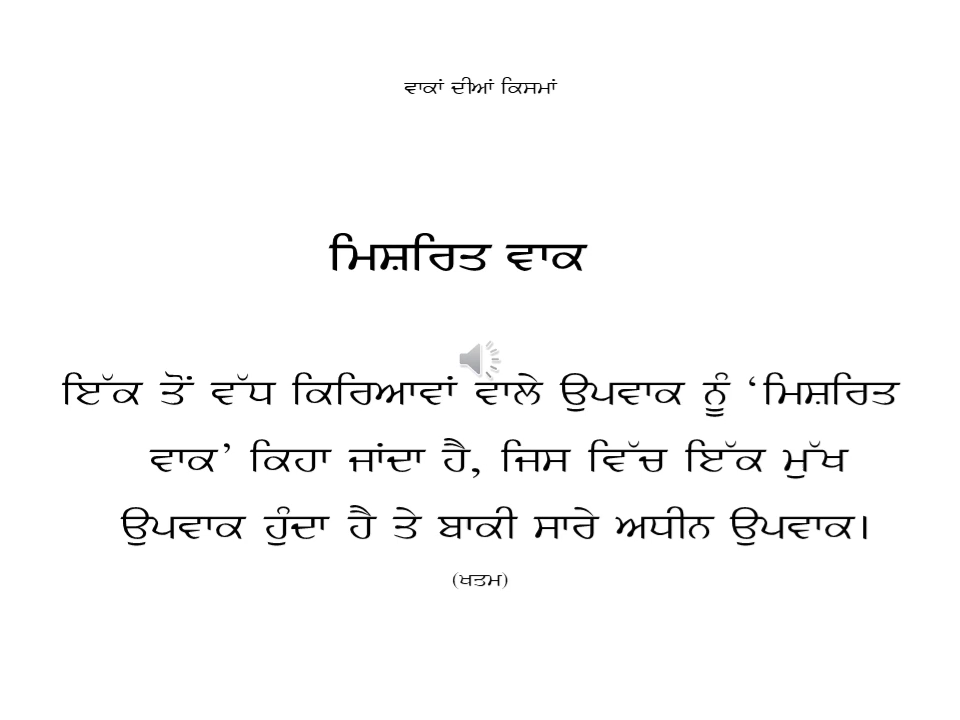 ਵਾਕਾਂ ਦੀਆਂ ਕਿਸਮਾਂ
ਮਿਸ਼ਰਿਤ ਵਾਕ
ਇੱਕ ਤੋਂ ਵੱਧ ਕਿਰਿਆਵਾਂ ਵਾਲੇ ਉਪਵਾਕ ਨੂੰ ‘ਮਿਸ਼ਰਿਤ
ਵਾਕ’ ਕਿਹਾ ਜਾਂਦਾ ਹੈ, ਜਿਸ ਵਿੱਚ ਇੱਕ ਮੁੱਖ
ਉਪਵਾਕ ਹੁੰਦਾ ਹੈ ਤੇ ਬਾਕੀ ਸਾਰੇ ਅਧੀਨ ਉਪਵਾਕ।
(ਖਤਮ)